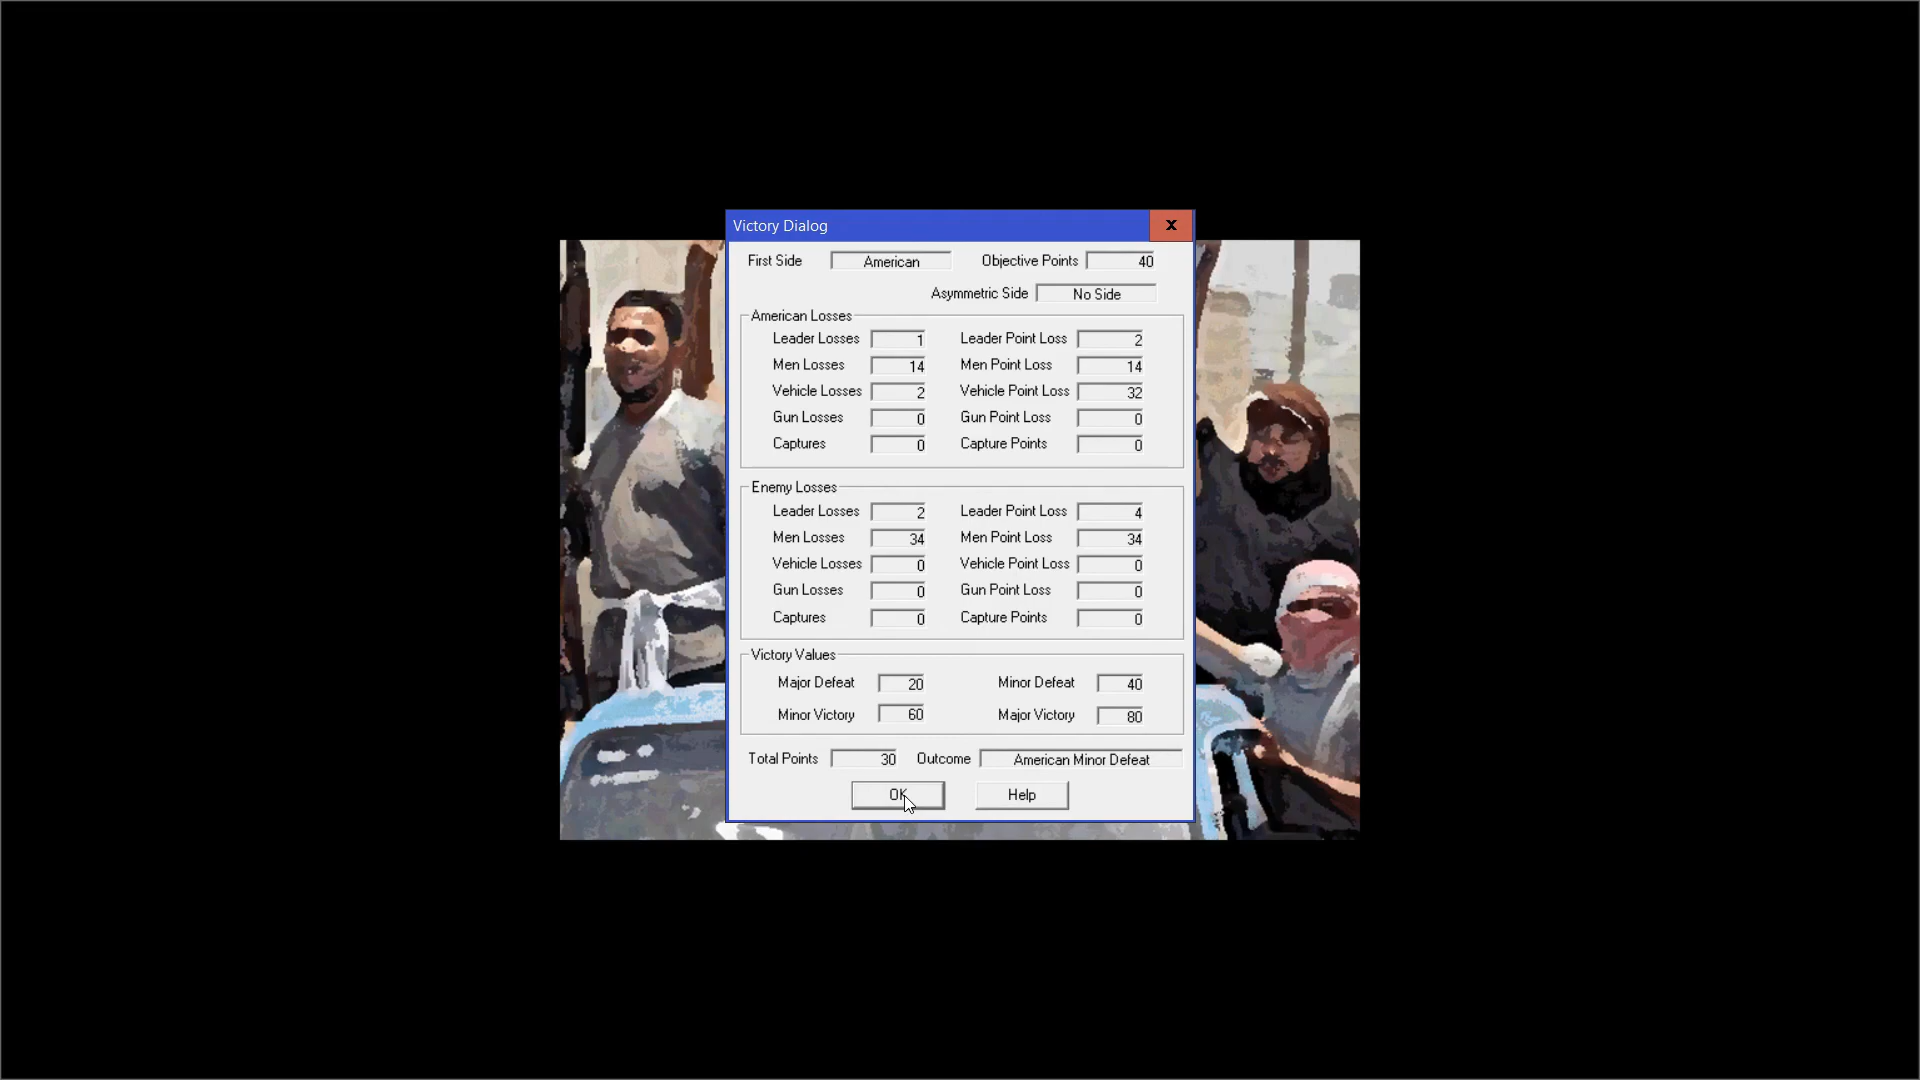 Victory Dialog x
First Side American Objective Points 40
Asymmetric Side No Side
American Losses
Leader Losses 1 Leader Point Loss 2
Men Losses 14 Men Point Loss 14
Vehicle Losses 2 Vehicle Point Loss 32
Gun Losses 0 Gun Point Loss 0
Captures 0 Capture Points 0
Enemy Losses
Leader Losses 2 Leader Point Loss 4
Men Losses 34 Men Point Loss 34
Vehicle Losses 0 Vehicle Point Loss 0
Gun Losses 0 Gun Point Loss 0
Captures 0 Capture Points 0
Victory Values
Major Defeat 20 Minor Defeat 40
Minor Victory 60 Major Victory 80
Total Points 30 Outcome American Minor Defeat
OK Help